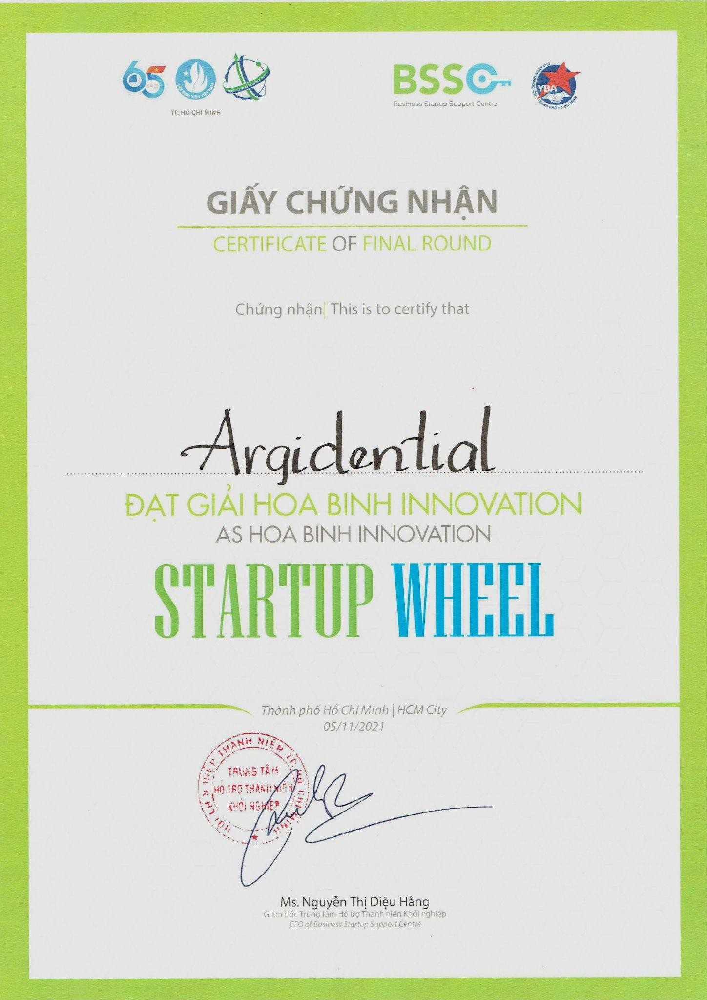 65
HỘI SINH VIÊN VIỆT NAM
SCIENCE AND TECHNOLOGY
TP. HỒ CHÍ MINH
BSSC
Business Startup Support Centre
HỘI DOANH NHÂN TRẺ
YBA
THÀNH PHỐ HỒ CHÍ MINH
GIẤY CHỨNG NHẬN
CERTIFICATE OF FINAL ROUND
Chứng nhận| This is to certify that
Argidential
ĐẠT GIẢI HOA BINH INNOVATION
AS HOA BINH INNOVATION
STARTUP WHEEL
Thành phố Hồ Chí Minh | HCM City
05/11/2021
HỘI LIÊN HIỆP THANH NIÊN TP. HỒ CHÍ MINH
TRUNG TÂM
HỖ TRỢ THANH NIÊN
KHỞI NGHIỆP
Ms. Nguyễn Thị Diệu Hằng
Giám đốc Trung tâm Hỗ trợ Thanh niên Khởi nghiệp
CEO of Business Startup Support Centre